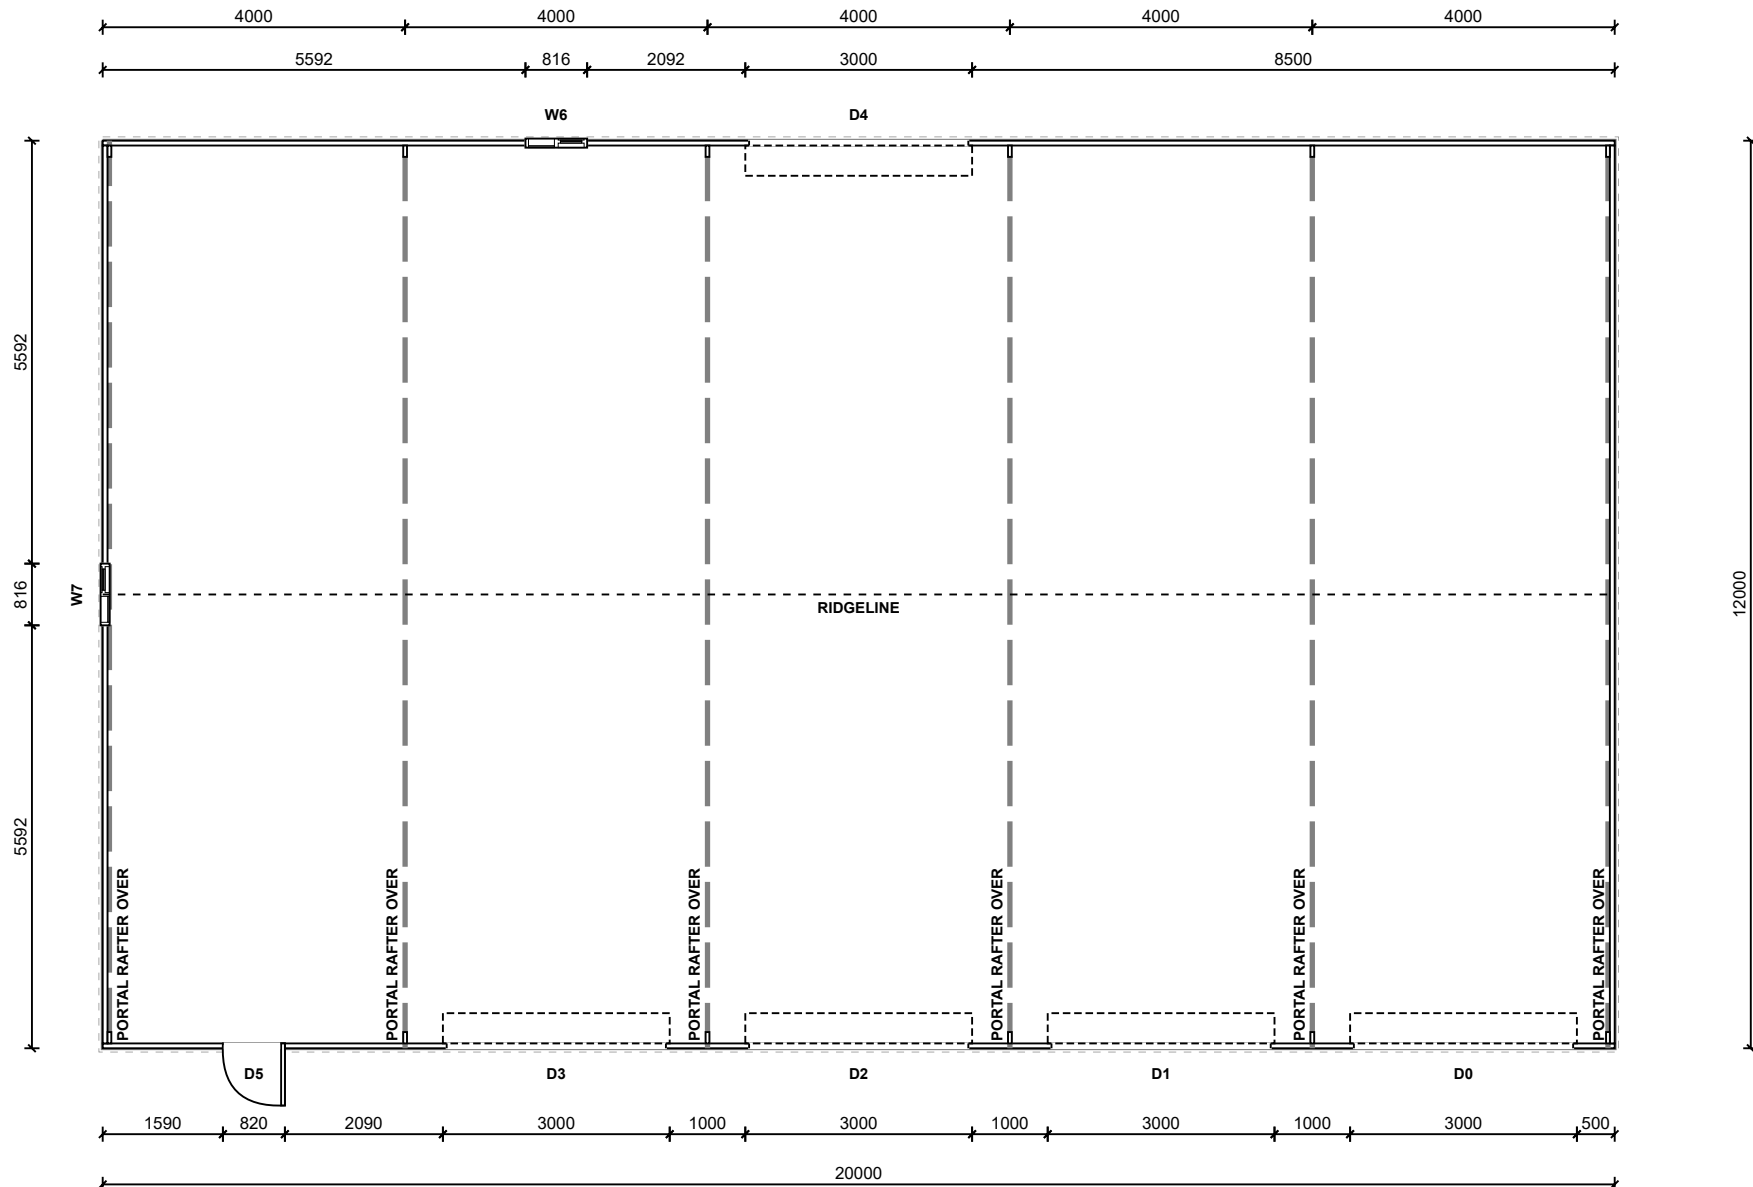 4000 4000 4000 4000 4000
5592 816 2092 3000 8500
W6 D4
5592
816
5592
W7
12000
RIDGELINE
PORTAL RAFTER OVER
PORTAL RAFTER OVER
PORTAL RAFTER OVER
PORTAL RAFTER OVER
PORTAL RAFTER OVER
PORTAL RAFTER OVER
D5 D3 D2 D1 D0
1590 820 2090 3000 1000 3000 1000 3000 1000 3000 500
20000